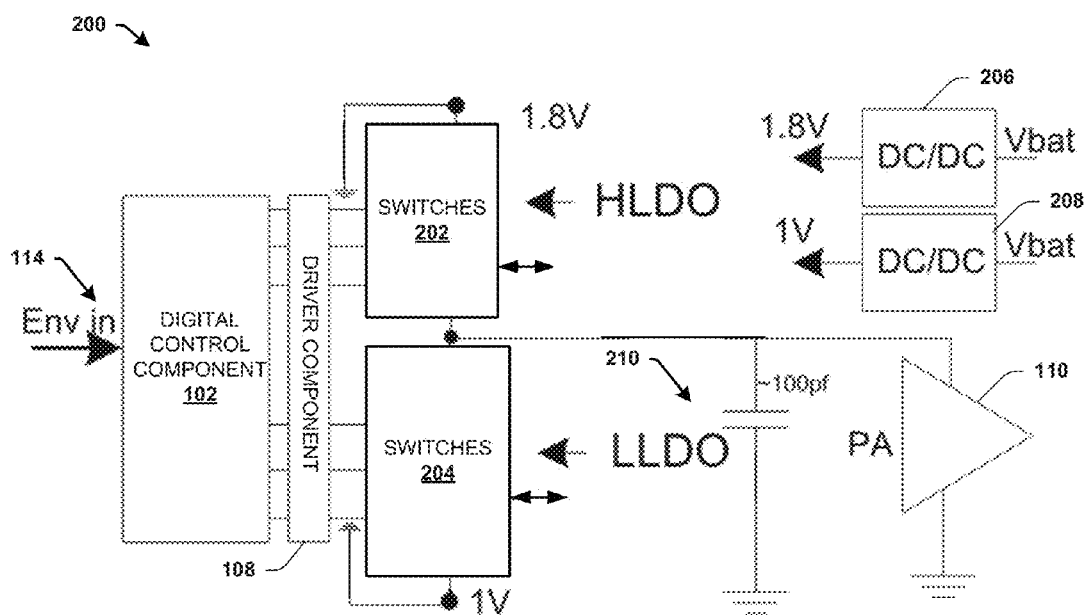 200
206
1.8V
1.8V
DC/DC
Vbat
SWITCHES
202
HLDO
208
1V
DC/DC
Vbat
114
Env in
DIGITAL
CONTROL
COMPONENT
102
DRIVER COMPONENT
210
110
~100pf
SWITCHES
204
LLDO
PA
108
1V